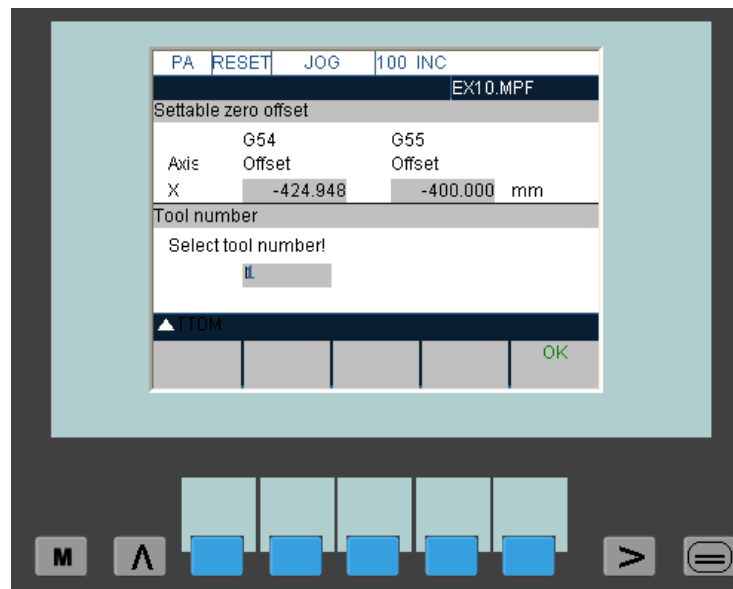 PA RESET JOG 100 INC
EX10.MPF
Settable zero offset
G54 G55
Axis Offset Offset
X -424.948 -400.000 mm
Tool number
Select tool number!
TTOM
OK
M Λ > =